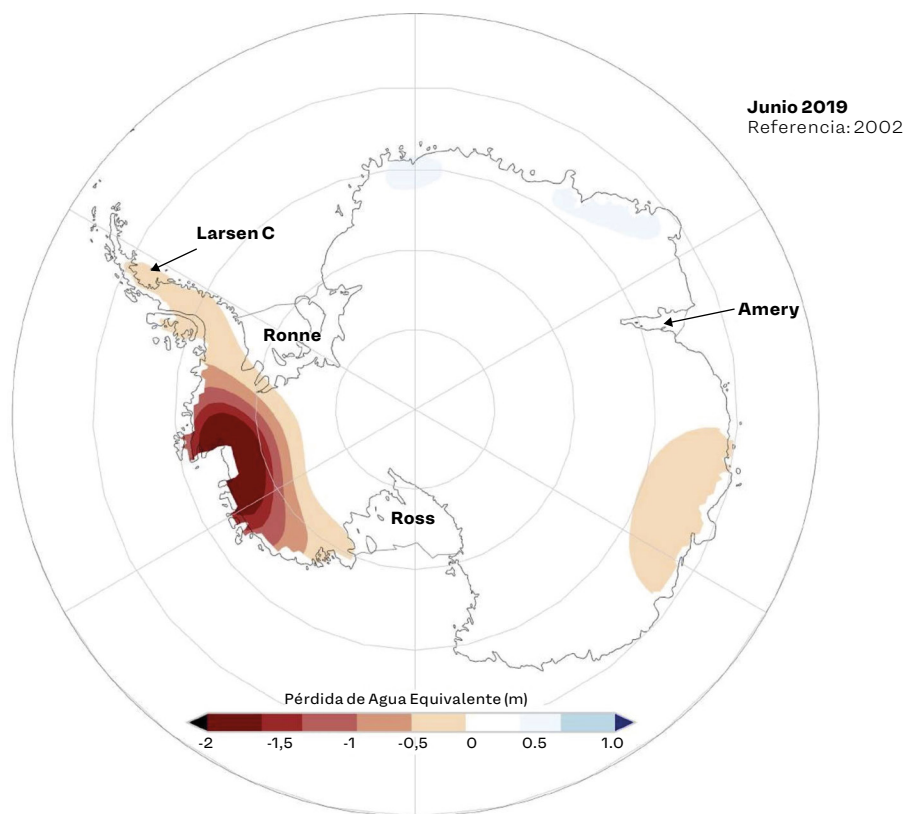 Junio 2019
Referencia: 2002
Larsen C
Ronne
Amery
Ross
Pérdida de Agua Equivalente (m)
-2 -1,5 -1 -0,5 0 0.5 1.0